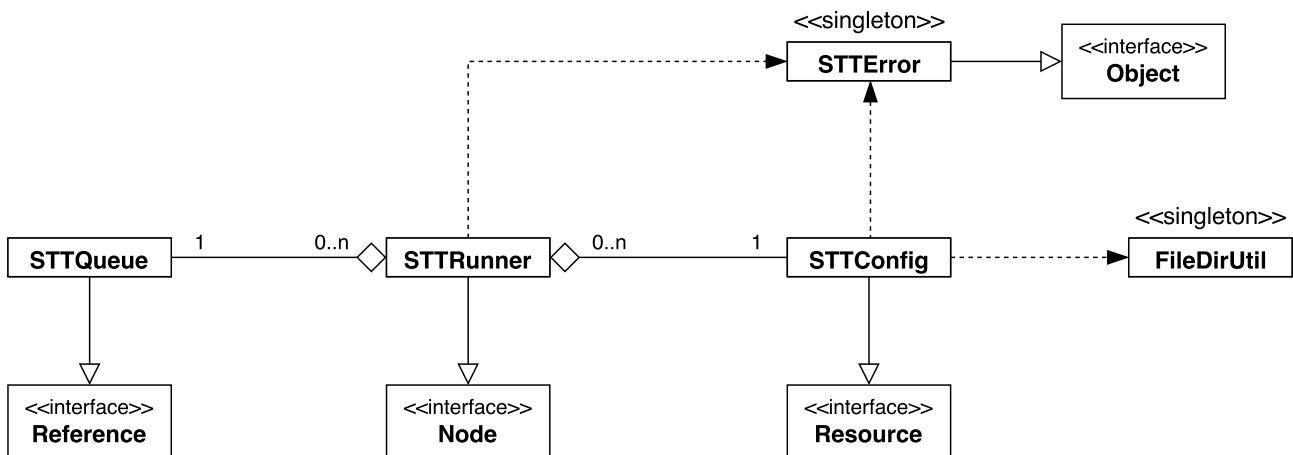 <<singleton>>
STTError
<<interface>>
Object
<<singleton>>
STTQueue
1
0..n
STTRunner
0..n
1
STTConfig
FileDirUtil
<<interface>>
Reference
<<interface>>
Node
<<interface>>
Resource